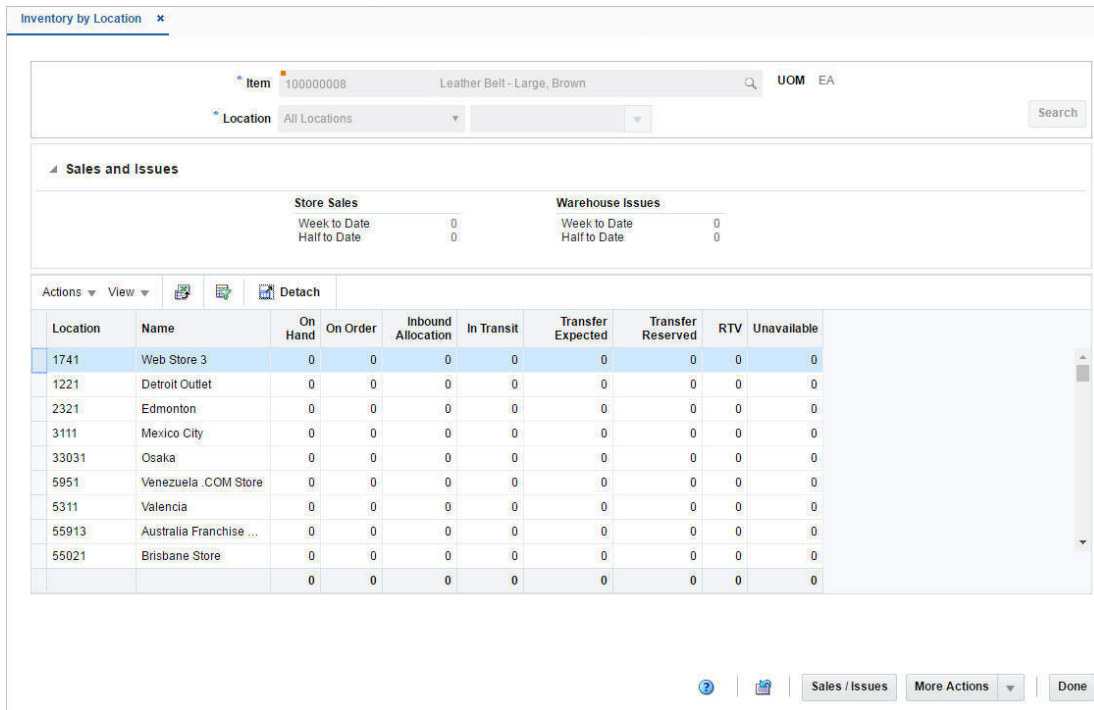 Inventory by Location ×
* Item 100000008 Leather Belt - Large, Brown UOM EA
* Location All Locations Search
Sales and Issues
Store Sales Warehouse Issues
Week to Date 0 Week to Date 0
Half to Date 0 Half to Date 0
Actions View Detach
Location Name On Hand On Order Inbound Allocation In Transit Transfer Expected Transfer Reserved RTV Unavailable
1741 Web Store 3 0 0 0 0 0 0 0 0
1221 Detroit Outlet 0 0 0 0 0 0 0 0
2321 Edmonton 0 0 0 0 0 0 0 0
3111 Mexico City 0 0 0 0 0 0 0 0
33031 Osaka 0 0 0 0 0 0 0 0
5951 Venezuela .COM Store 0 0 0 0 0 0 0 0
5311 Valencia 0 0 0 0 0 0 0 0
55913 Australia Franchise ... 0 0 0 0 0 0 0 0
55021 Brisbane Store 0 0 0 0 0 0 0 0
0 0 0 0 0 0 0 0
? Sales / Issues More Actions Done